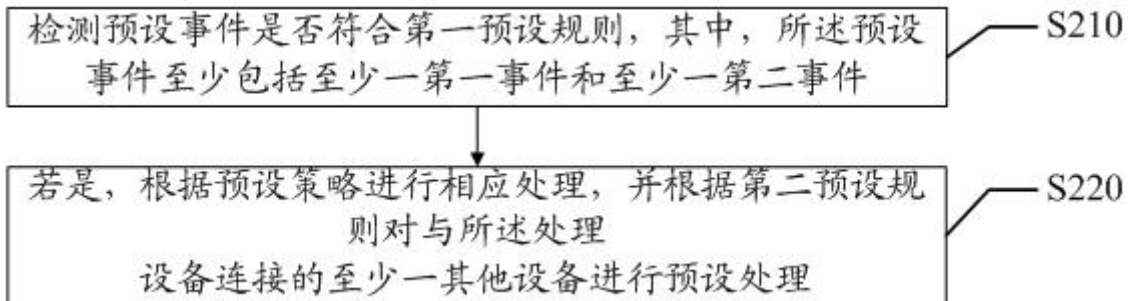 检测预设事件是否符合第一预设规则，其中，所述预设
事件至少包括至少一第一事件和至少一第二事件
S210
若是，根据预设策略进行相应处理，并根据第二预设规
则对与所述处理
设备连接的至少一其他设备进行预设处理
S220